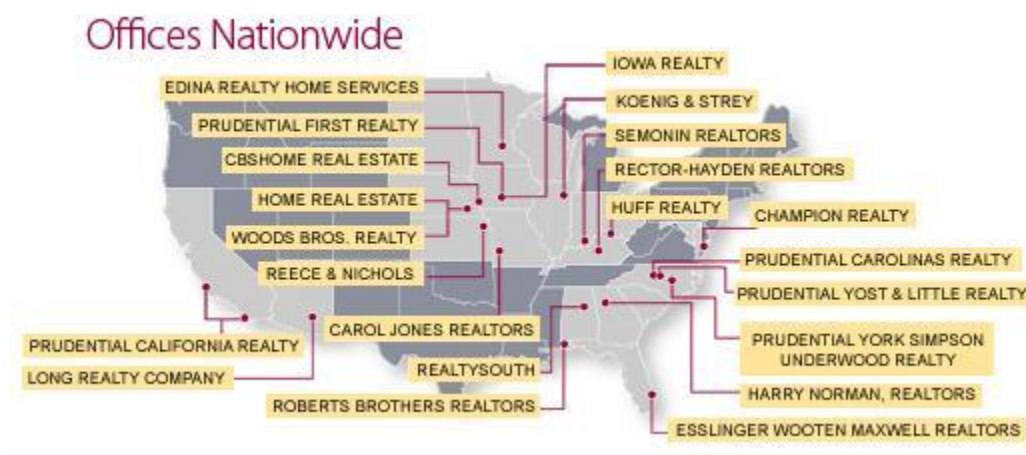 Offices Nationwide
EDINA REALTY HOME SERVICES
PRUDENTIAL FIRST REALTY
CBSHOME REAL ESTATE
HOME REAL ESTATE
WOODS BROS. REALTY
REECE & NICHOLS
CAROL JONES REALTORS
PRUDENTIAL CALIFORNIA REALTY
LONG REALTY COMPANY
REALTYSOUTH
ROBERTS BROTHERS REALTORS
IOWA REALTY
KOENIG & STREY
SEMONIN REALTORS
RECTOR-HAYDEN REALTORS
HUFF REALTY
CHAMPION REALTY
PRUDENTIAL CAROLINAS REALTY
PRUDENTIAL YOST & LITTLE REALTY
PRUDENTIAL YORK SIMPSON
UNDERWOOD REALTY
HARRY NORMAN, REALTORS
ESSLINGER WOOTEN MAXWELL REALTORS